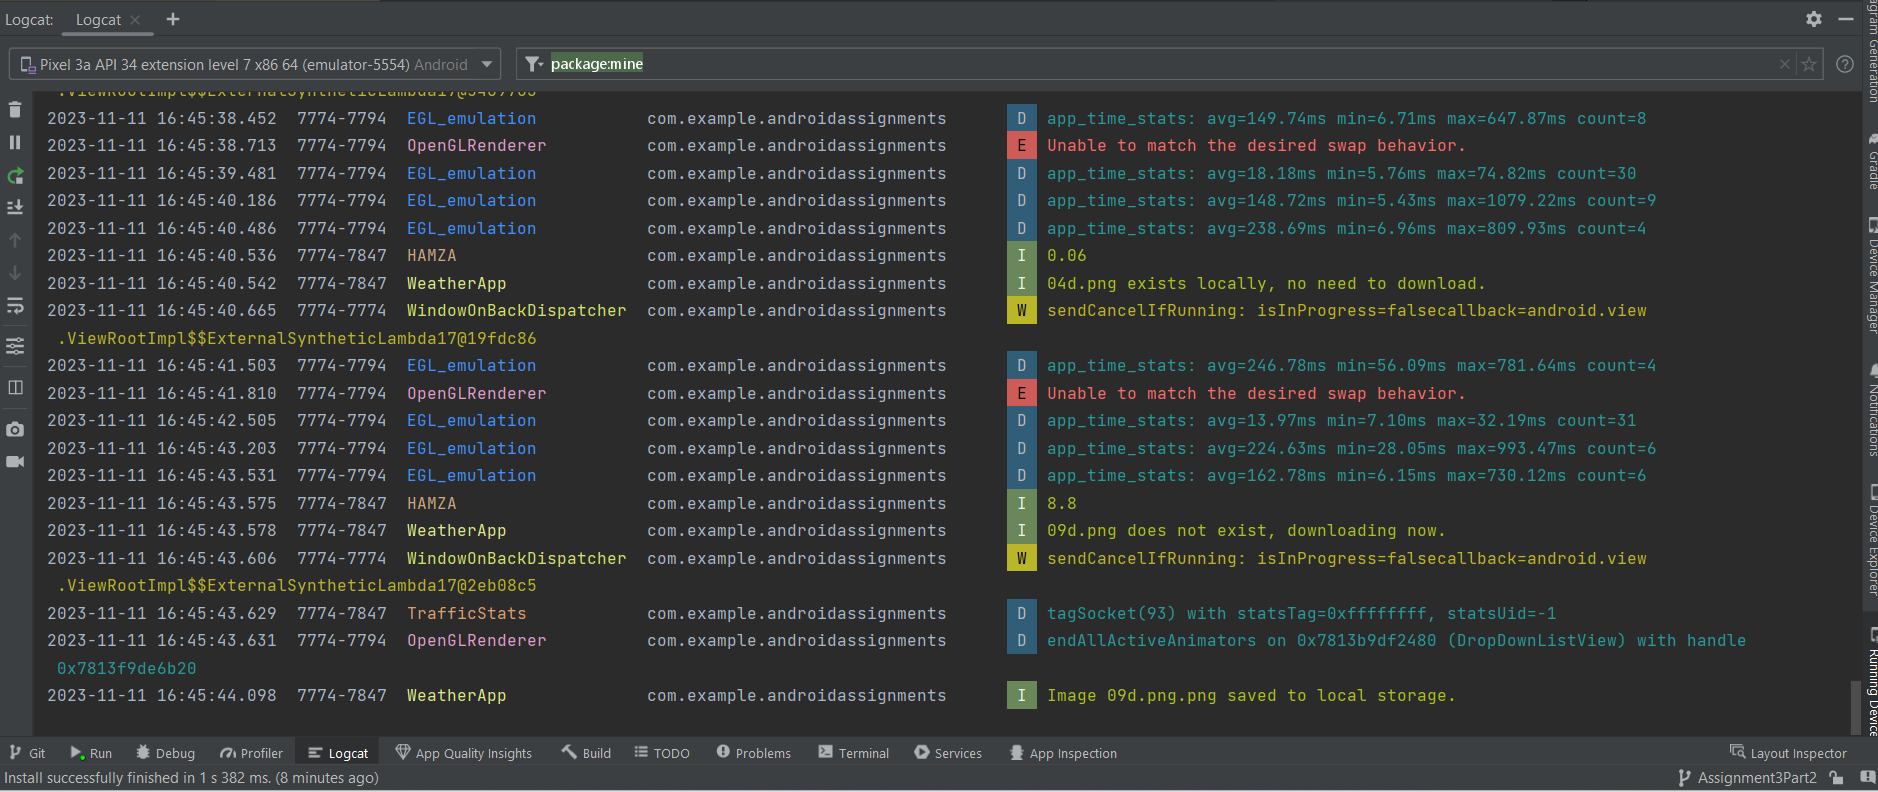 Logcat: Logcat
Pixel 3a API 34 extension level 7 x86 64 (emulator-5554) Android
package:mine
2023-11-11 16:45:38.452 7774-7794 EGL_emulation com.example.androidassignments D app_time_stats: avg=149.74ms min=6.71ms max=647.87ms count=8
2023-11-11 16:45:38.713 7774-7794 OpenGLRenderer com.example.androidassignments E Unable to match the desired swap behavior.
2023-11-11 16:45:39.481 7774-7794 EGL_emulation com.example.androidassignments D app_time_stats: avg=18.18ms min=5.76ms max=74.82ms count=30
2023-11-11 16:45:40.186 7774-7794 EGL_emulation com.example.androidassignments D app_time_stats: avg=148.72ms min=5.43ms max=1079.22ms count=9
2023-11-11 16:45:40.486 7774-7794 EGL_emulation com.example.androidassignments D app_time_stats: avg=238.69ms min=6.96ms max=809.93ms count=4
2023-11-11 16:45:40.536 7774-7847 HAMZA com.example.androidassignments I 0.06
2023-11-11 16:45:40.542 7774-7847 WeatherApp com.example.androidassignments I 04d.png exists locally, no need to download.
2023-11-11 16:45:40.665 7774-7774 WindowOnBackDispatcher com.example.androidassignments W sendCancelIfRunning: isInProgress=falsecallback=android.view
.ViewRootImpl$$ExternalSyntheticLambda17@19fdc86
2023-11-11 16:45:41.503 7774-7794 EGL_emulation com.example.androidassignments D app_time_stats: avg=246.78ms min=56.09ms max=781.64ms count=4
2023-11-11 16:45:41.810 7774-7794 OpenGLRenderer com.example.androidassignments E Unable to match the desired swap behavior.
2023-11-11 16:45:42.505 7774-7794 EGL_emulation com.example.androidassignments D app_time_stats: avg=13.97ms min=7.10ms max=32.19ms count=31
2023-11-11 16:45:43.203 7774-7794 EGL_emulation com.example.androidassignments D app_time_stats: avg=224.63ms min=28.05ms max=993.47ms count=6
2023-11-11 16:45:43.531 7774-7794 EGL_emulation com.example.androidassignments D app_time_stats: avg=162.78ms min=6.15ms max=730.12ms count=6
2023-11-11 16:45:43.575 7774-7847 HAMZA com.example.androidassignments I 8.8
2023-11-11 16:45:43.578 7774-7847 WeatherApp com.example.androidassignments I 09d.png does not exist, downloading now.
2023-11-11 16:45:43.606 7774-7774 WindowOnBackDispatcher com.example.androidassignments W sendCancelIfRunning: isInProgress=falsecallback=android.view
.ViewRootImpl$$ExternalSyntheticLambda17@2eb08c5
2023-11-11 16:45:43.629 7774-7847 TrafficStats com.example.androidassignments D tagSocket(93) with statsTag=0xffffffff, statsUid=-1
2023-11-11 16:45:43.631 7774-7794 OpenGLRenderer com.example.androidassignments D endAllActiveAnimators on 0x7813b9df2480 (DropDownListView) with handle
0x7813f9de6b20
2023-11-11 16:45:44.098 7774-7847 WeatherApp com.example.androidassignments I Image 09d.png.png saved to local storage.
Generation
Gradle
Device Manager
Notifications
Device Explorer
Running Device
Git Run Debug Profiler Logcat App Quality Insights Build TODO Problems Terminal Services App Inspection Layout Inspector
Install successfully finished in 1 s 382 ms. (8 minutes ago) Assignment3Part2